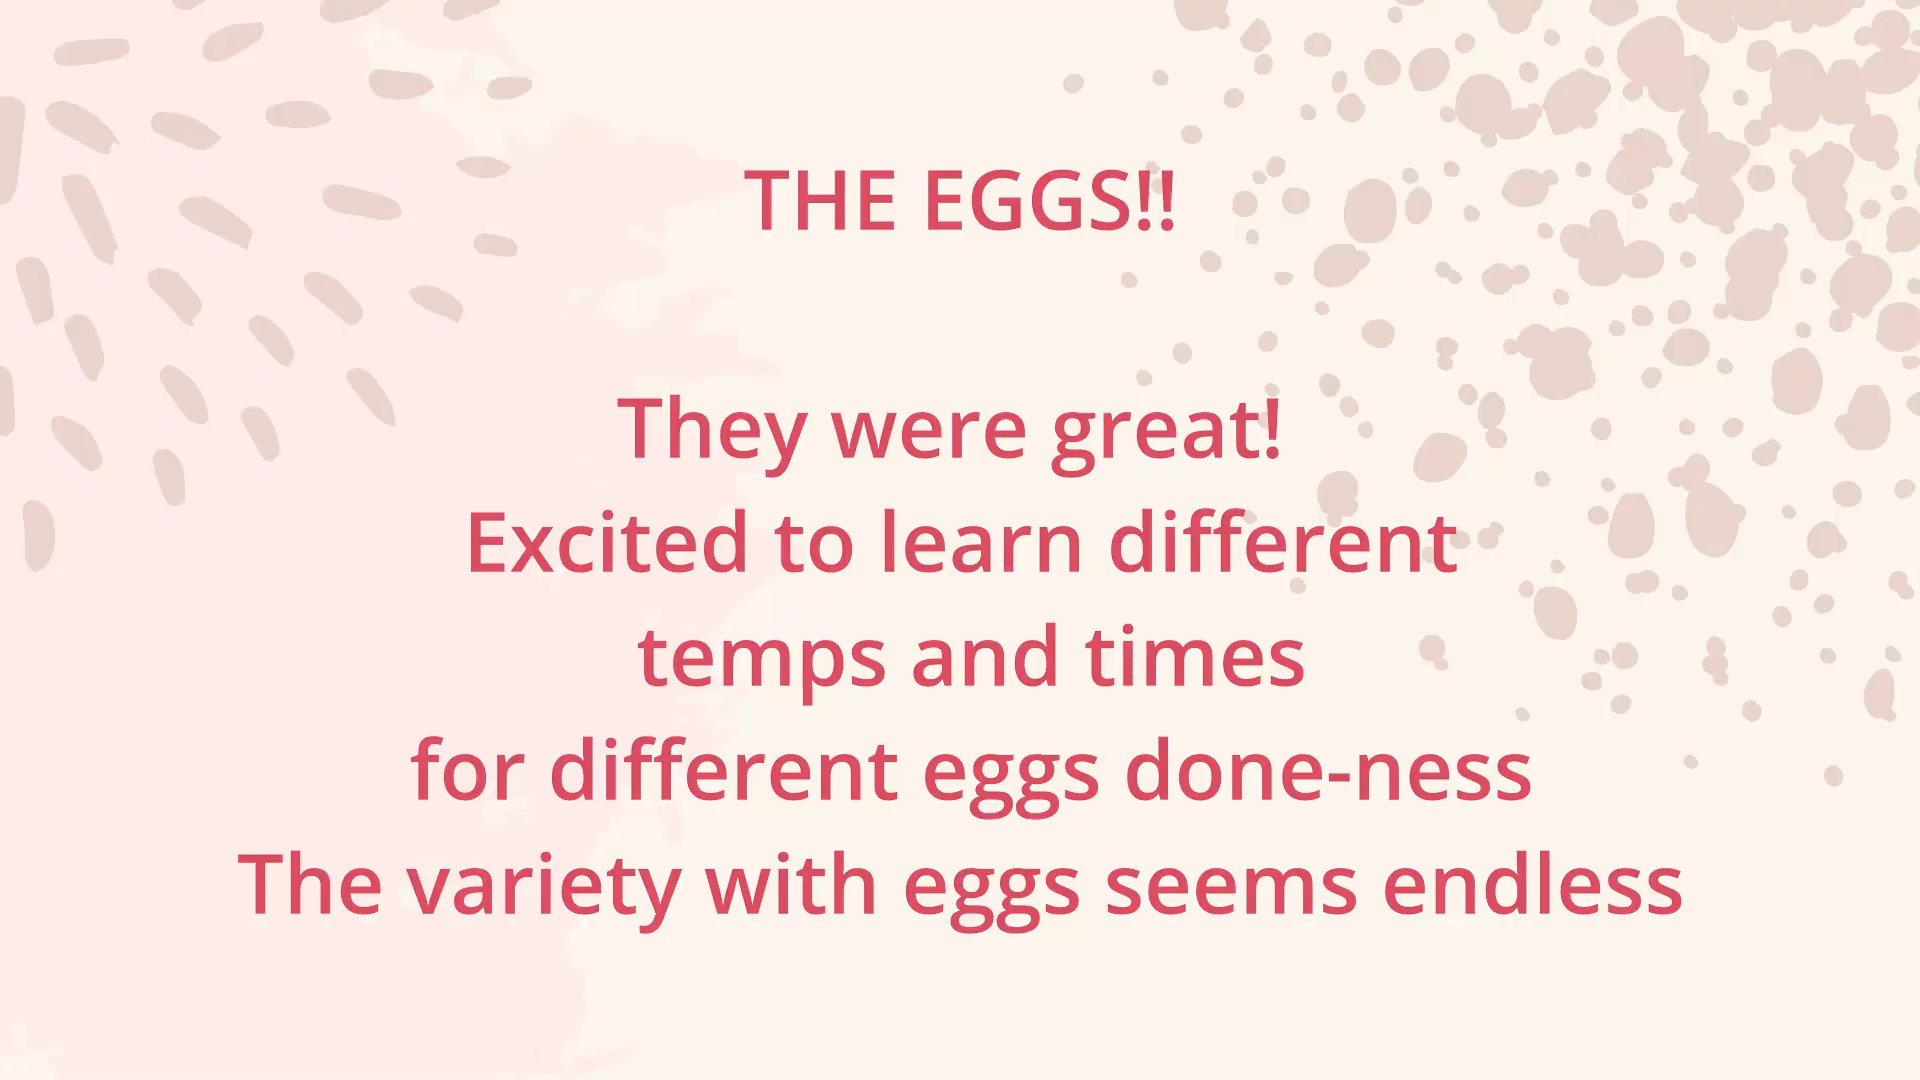 THE EGGS!!
They were great!
Excited to learn different
temps and times
for different eggs done-ness
The variety with eggs seems endless